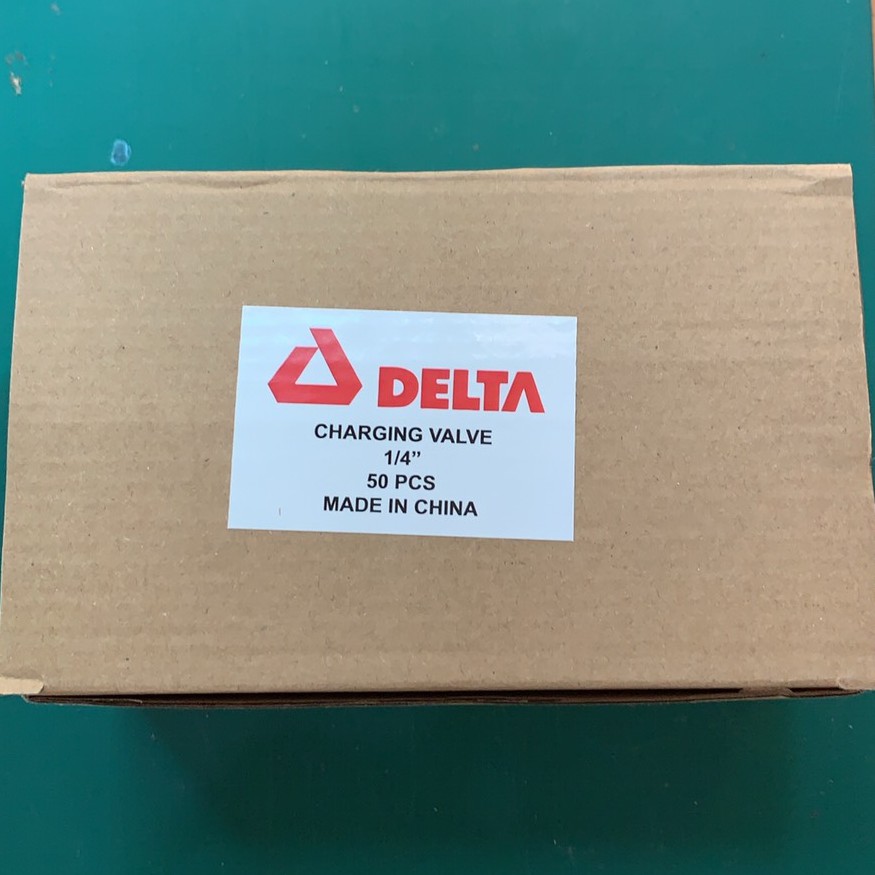 DELTA
CHARGING VALVE
1/4”
50 PCS
MADE IN CHINA